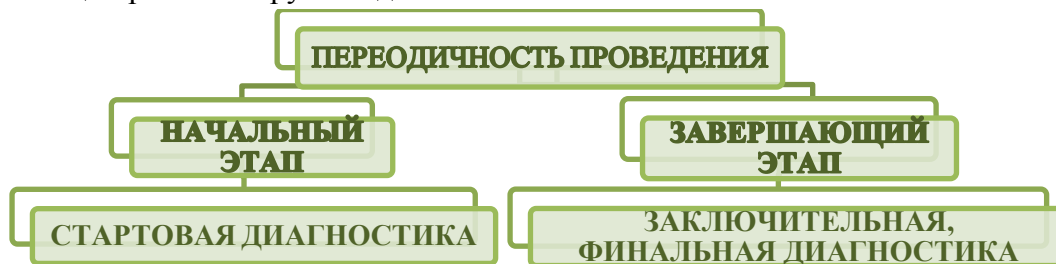 ПЕРЕОДИЧНОСТЬ ПРОВЕДЕНИЯ
НАЧАЛЬНЫЙ
ЭТАП
ЗАВЕРШАЮЩИЙ
ЭТАП
СТАРТОВАЯ ДИАГНОСТИКА
ЗАКЛЮЧИТЕЛЬНАЯ,
ФИНАЛЬНАЯ ДИАГНОСТИКА